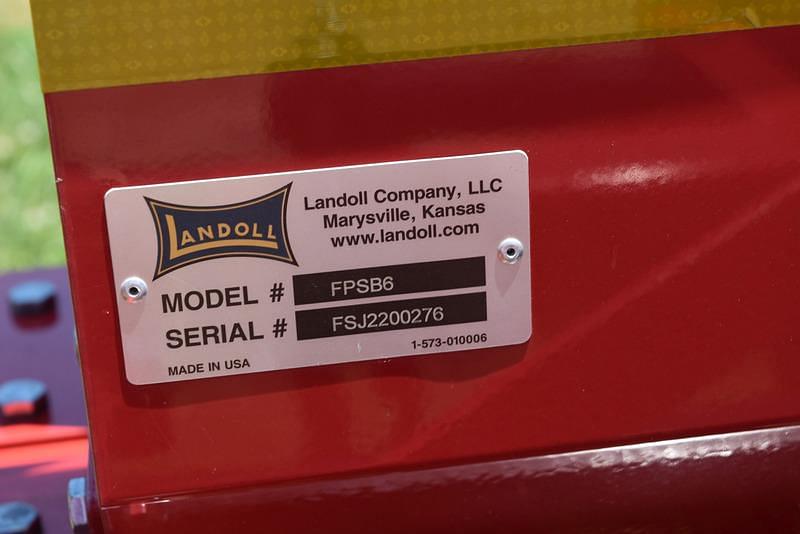 LANDOLL
Landoll Company, LLC
Marysville, Kansas
www.landoll.com
MODEL # FPSB6
SERIAL # FSJ2200276
MADE IN USA
1-573-010006